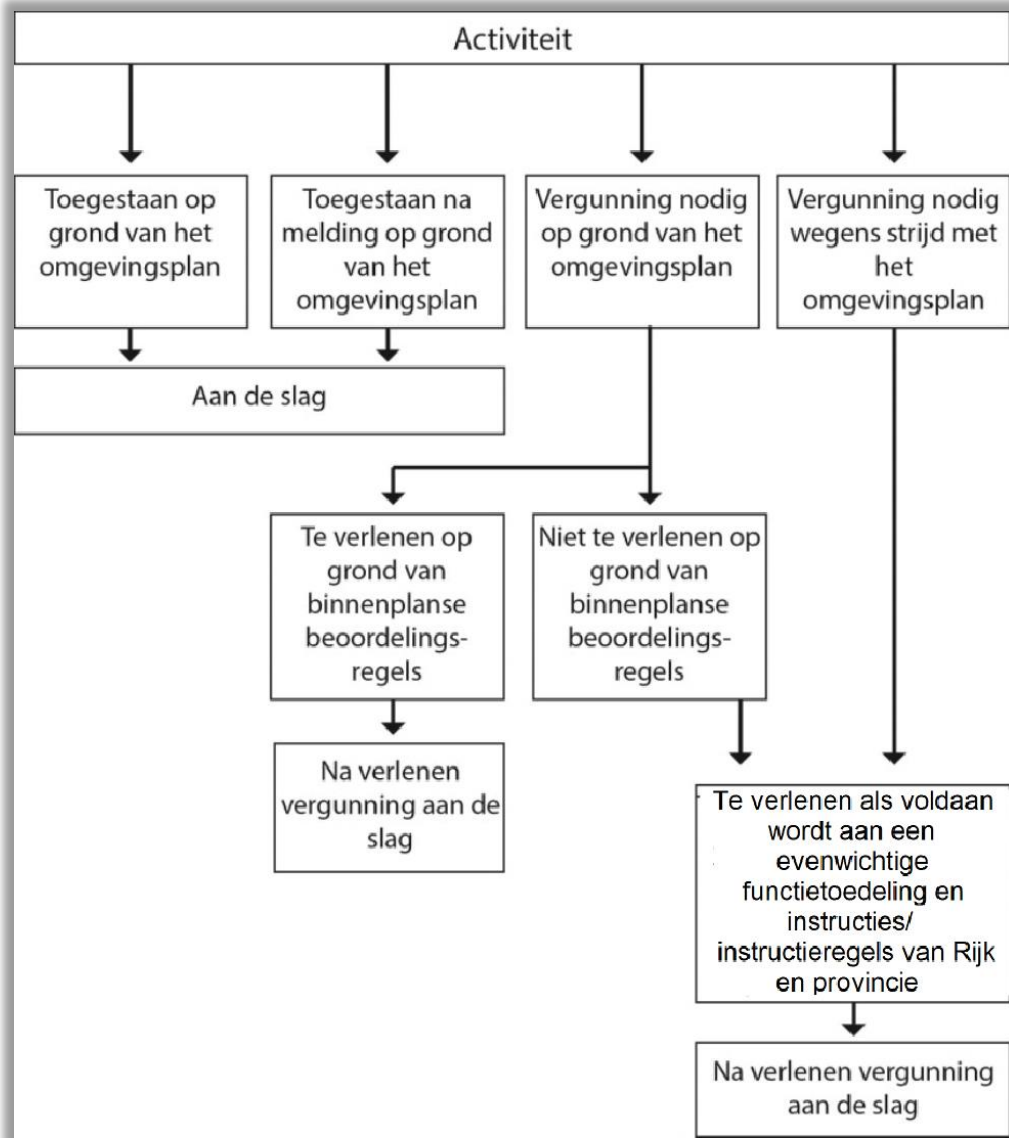 Activiteit
Toegestaan op
grond van het
omgevingsplan
Toegestaan na
melding op grond
van het
omgevingsplan
Vergunning nodig
op grond van het
omgevingsplan
Vergunning nodig
wegens strijd met
het
omgevingsplan
Aan de slag
Te verlenen op
grond van
binnenplanse
beoordelings-
regels
Niet te verlenen op
grond van
binnenplanse
beoordelings-
regels
Na verlenen
vergunning aan de
slag
Te verlenen als voldaan
wordt aan een
evenwichtige
functietoedeling en
instructies/
instructieregels van Rijk
en provincie
Na verlenen vergunning
aan de slag